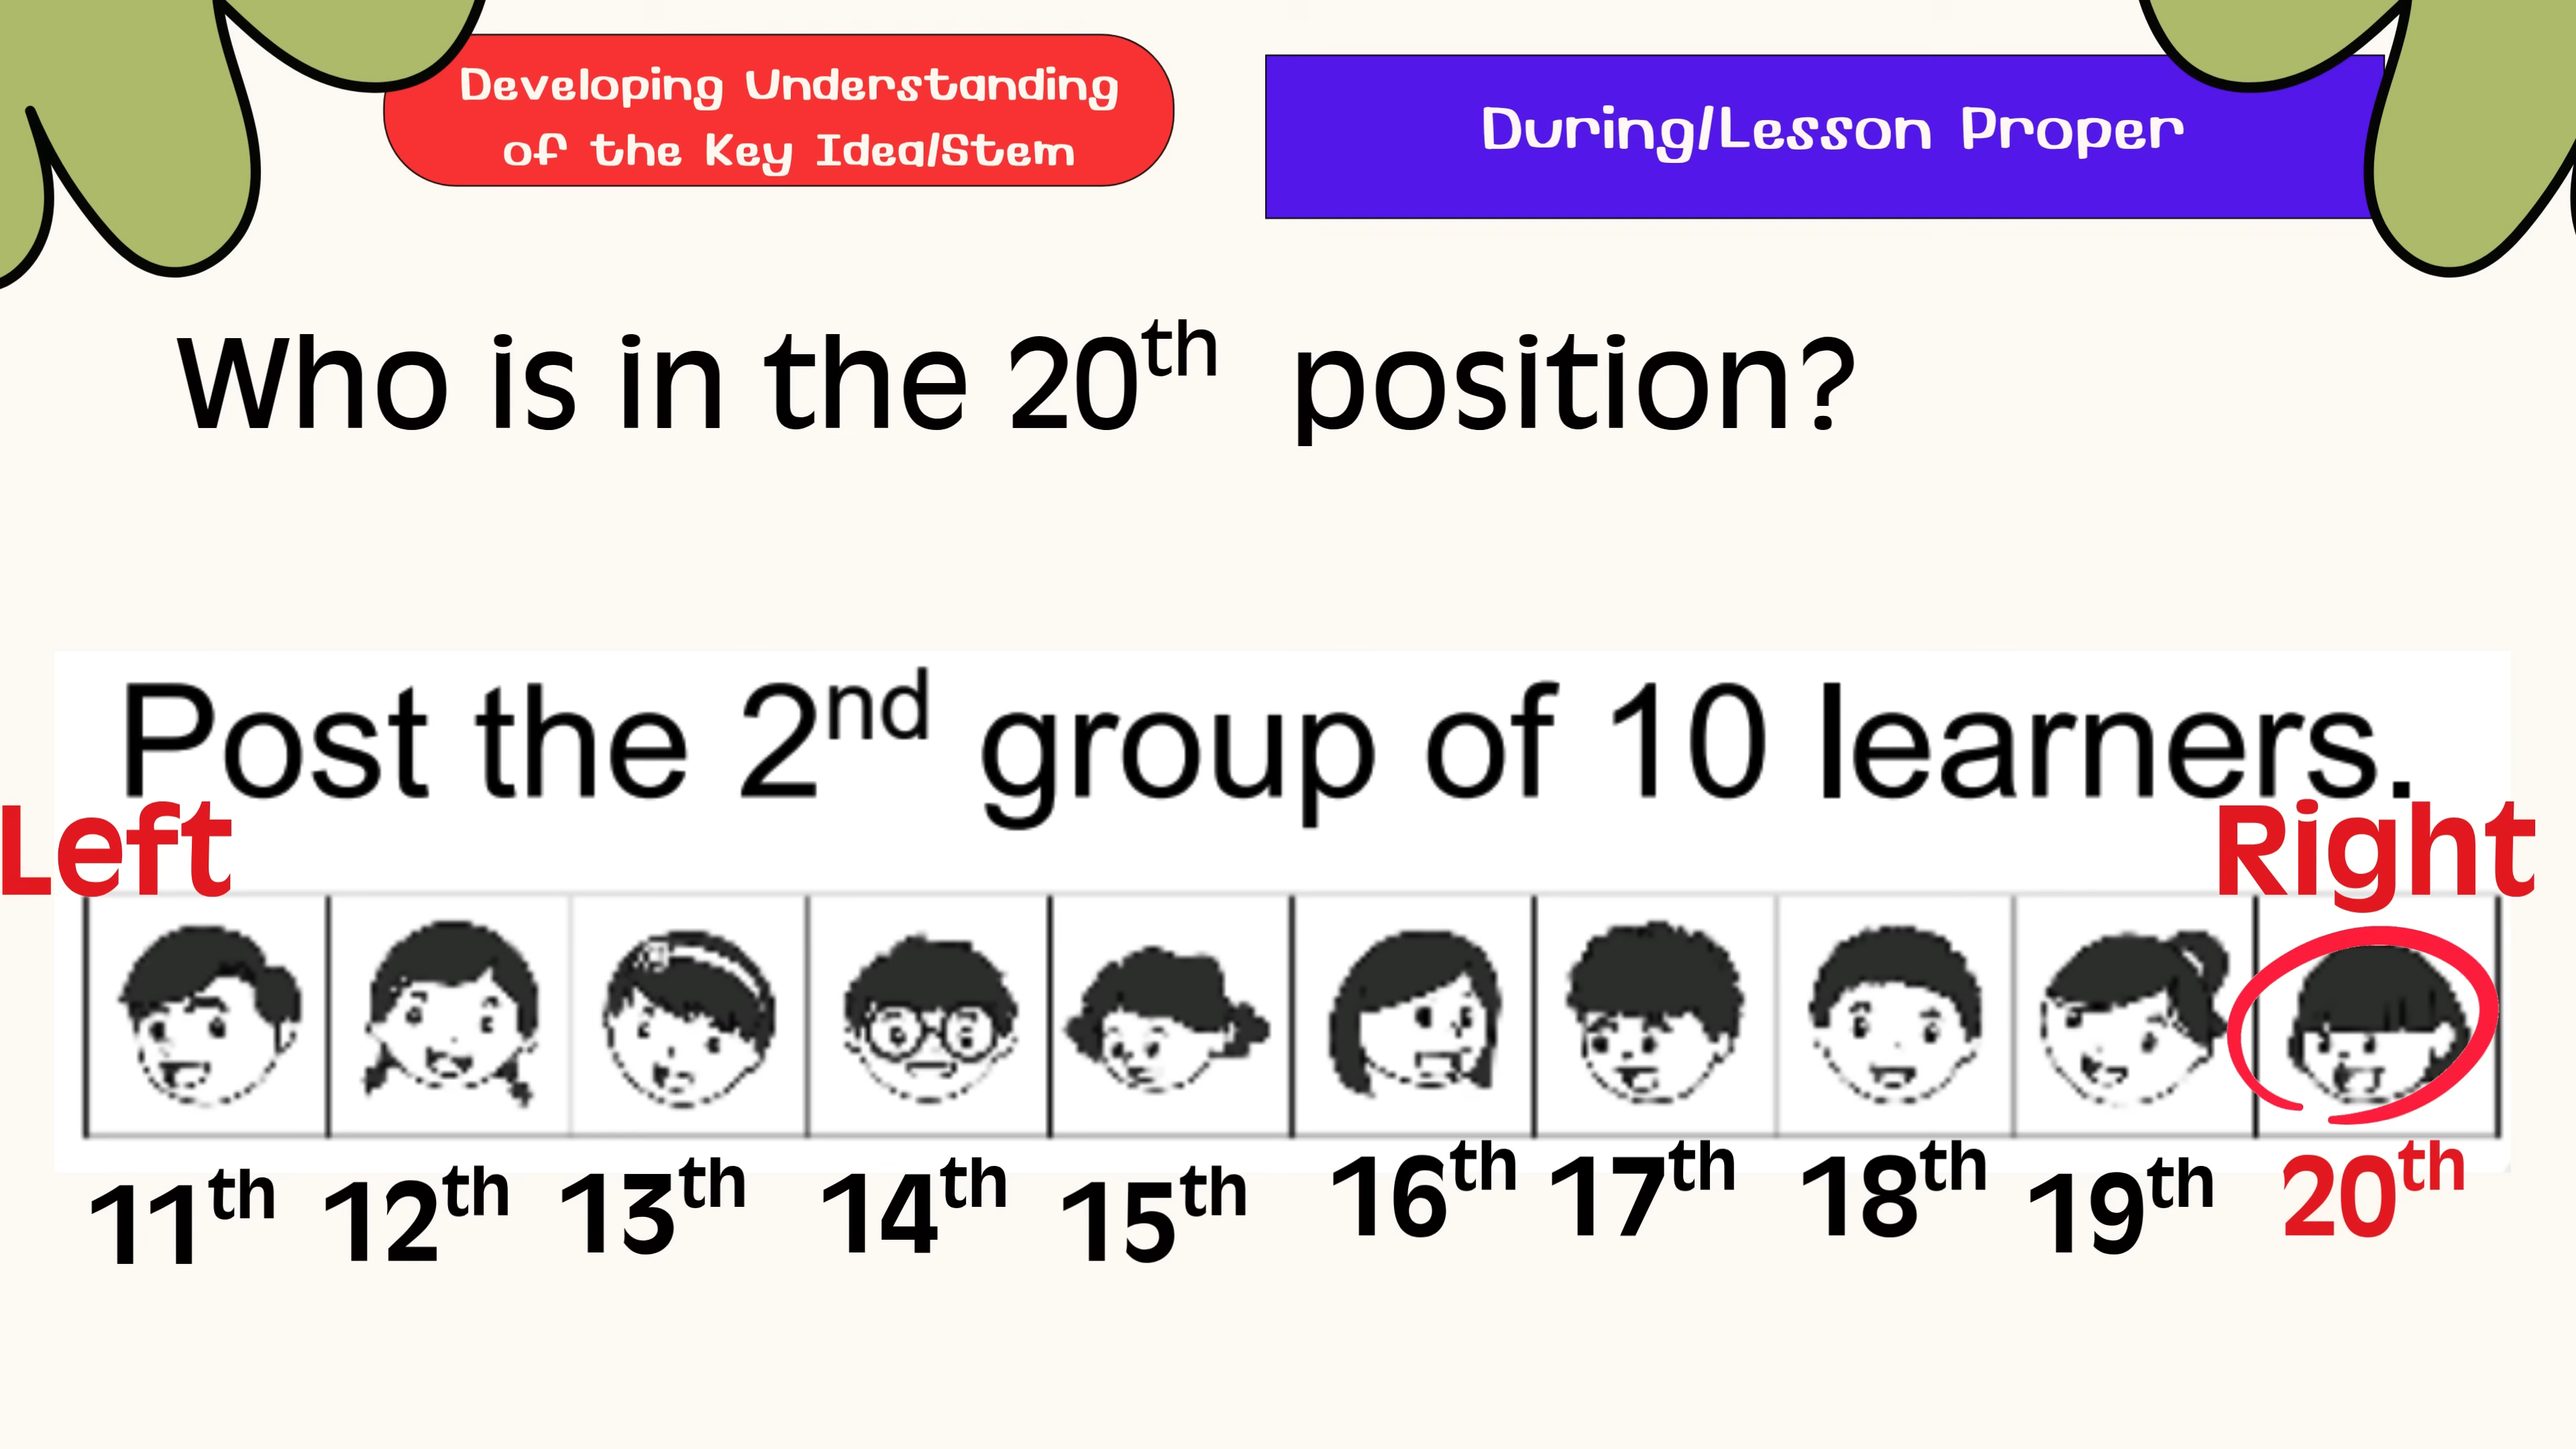 Developing Understanding
of the Key Idea/Stem
During/Lesson Proper
Who is in the 20th position?
Post the 2nd group of 10 learners.
Left
Right
11th 12th 13th 14th 15th 16th 17th 18th 19th 20th